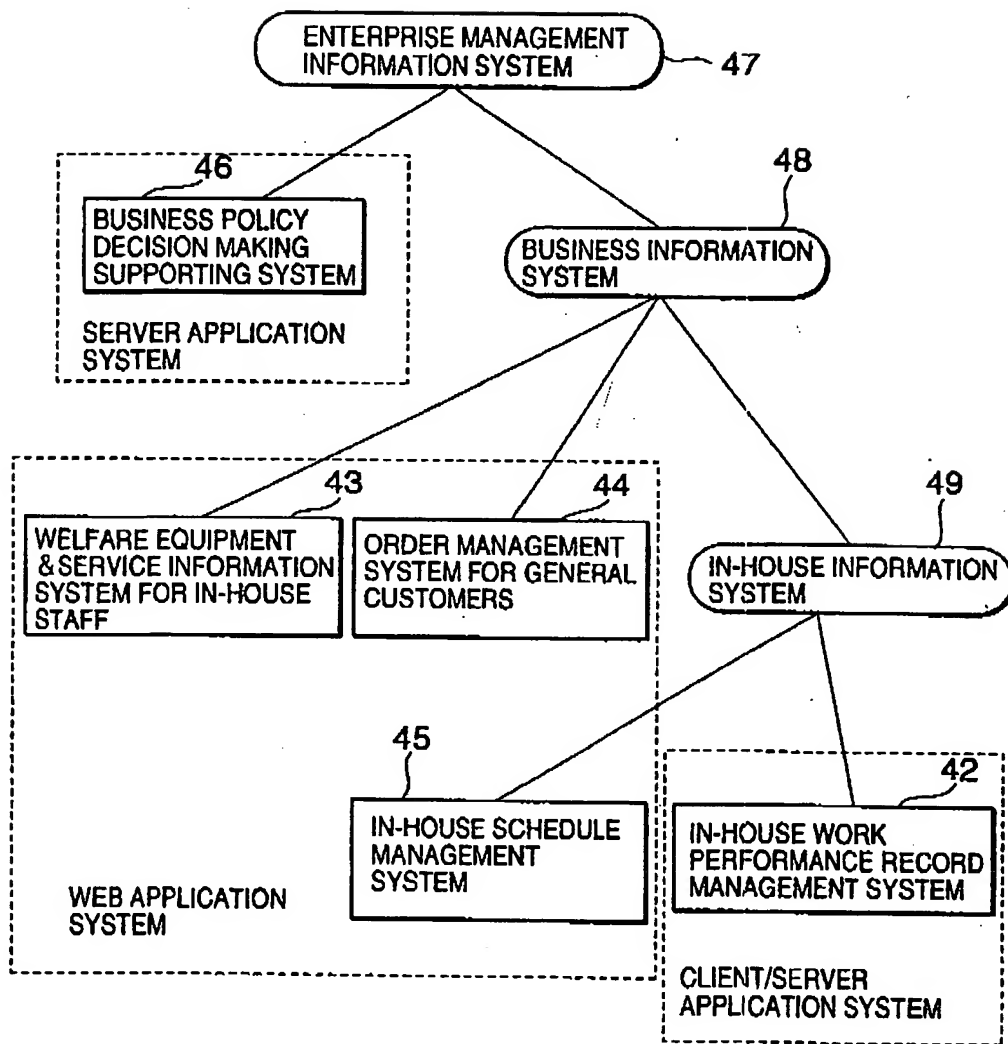 ENTERPRISE MANAGEMENT
INFORMATION SYSTEM
47
46
BUSINESS POLICY
DECISION MAKING
SUPPORTING SYSTEM
SERVER APPLICATION
SYSTEM
48
BUSINESS INFORMATION
SYSTEM
43
WELFARE EQUIPMENT
& SERVICE INFORMATION
SYSTEM FOR IN-HOUSE
STAFF
44
ORDER MANAGEMENT
SYSTEM FOR GENERAL
CUSTOMERS
49
IN-HOUSE INFORMATION
SYSTEM
45
IN-HOUSE SCHEDULE
MANAGEMENT
SYSTEM
WEB APPLICATION
SYSTEM
42
IN-HOUSE WORK
PERFORMANCE RECORD
MANAGEMENT SYSTEM
CLIENT/SERVER
APPLICATION SYSTEM